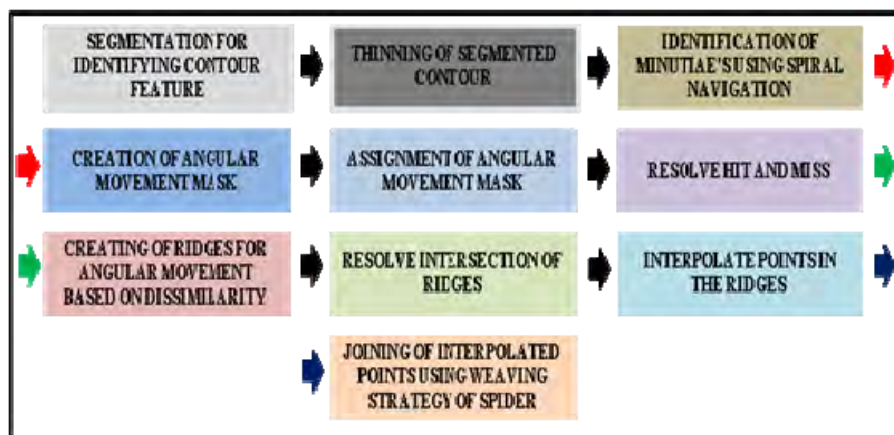 SEGMENTATION FOR
IDENTIFYING CONTOUR
FEATURE
THINNING OF SEGMENTED
CONTOUR
IDENTIFICATION OF
MINUTIAE'S USING SPIRAL
NAVIGATION
CREATION OF ANGULAR
MOVEMENT MASK
ASSIGNMENT OF ANGULAR
MOVEMENT MASK
RESOLVE HIT AND MISS
CREATING OF RIDGES FOR
ANGULAR MOVEMENT
BASED ON DISSIMILARITY
RESOLVE INTERSECTION OF
RIDGES
INTERPOLATE POINTS IN
THE RIDGES
JOINING OF INTERPOLATED
POINTS USING WEAVING
STRATEGY OF SPIDER